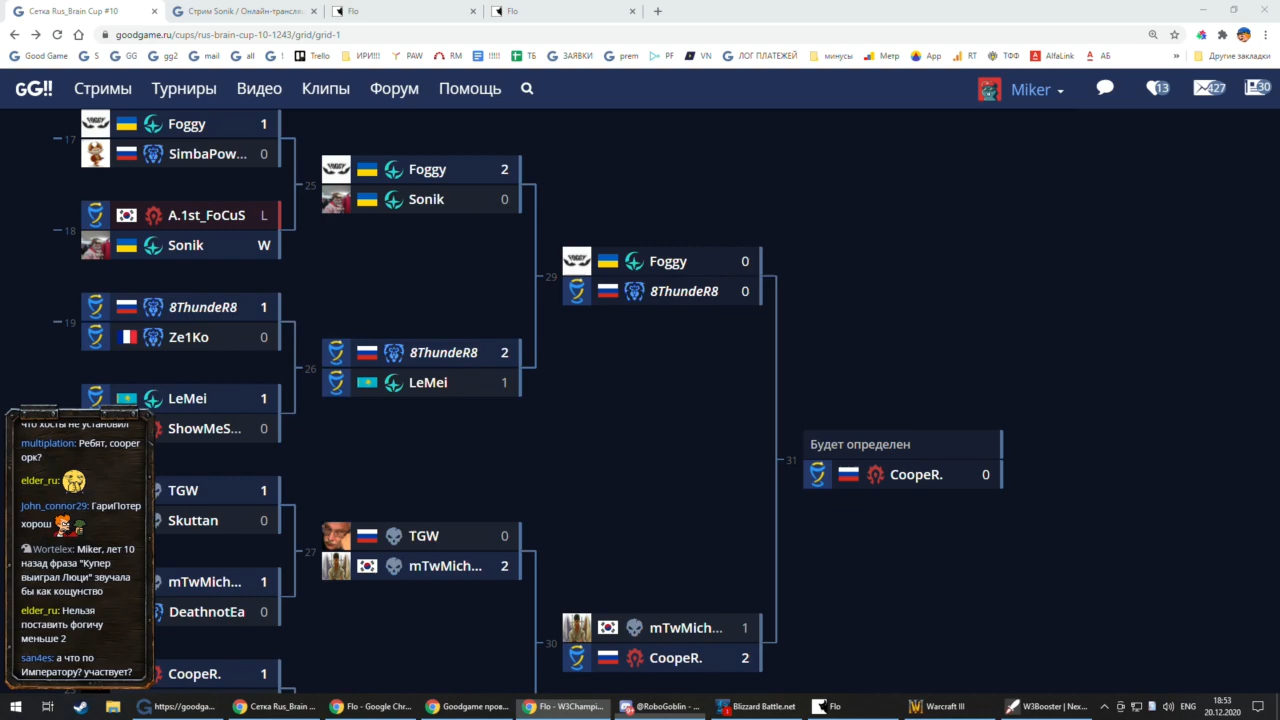 Сетка Rus_Brain Cup #10
Стрим Sonik / Онлайн-трансляц
Flo
Flo
goodgame.ru/cups/rus-brain-cup-10-1243/grid/grid-1
Good Game S GG gg2 mail all ! Trello ИРИ!!! PAW RM !!!!! ТБ ЗАЯВКИ prem PF VN ЛОГ ПЛАТЕЖЕЙ минусы Метр App RT ТФФ AlfaLink АБ » Другие закладки
GG!! Стримы Турниры Видео Клипы Форум Помощь Miker 13 427 30
17
Foggy 1
SimbaPow... 0
18
A.1st_FoCuS L
Sonik W
19
8ThundeR8 1
Ze1Ko 0
LeMei 1
ShowMeS... 0
TGW 1
Skuttan 0
mTwMich... 1
DeathnotEa 0
CoopeR. 1
25
Foggy 2
Sonik 0
26
8ThundeR8 2
LeMei 1
27
TGW 0
mTwMich... 2
29
Foggy 0
8ThundeR8 0
30
mTwMich... 1
CoopeR. 2
31
Будет определен
CoopeR. 0
что хосты не установил
multiplation: Ребят, cooper
орк?
elder_ru:
john_connor29: ГариПотер
хорош
Wortelex: Miker, лет 10
назад фраза "Купер
выиграл Люци" звучала
бы как кощунство
elder_ru: Нельзя
поставить фогичу
меньше 2
san4es: а что по
Императору? участвует?
https://goodga... Cetka Rus_Brain ... Flo - Google Chr... Goodgame пров... Flo - W3Champi... @RoboGoblin - ... Blizzard Battle.net Flo Warcraft III W3Booster | Nex... ENG
18:53
20.12.2020